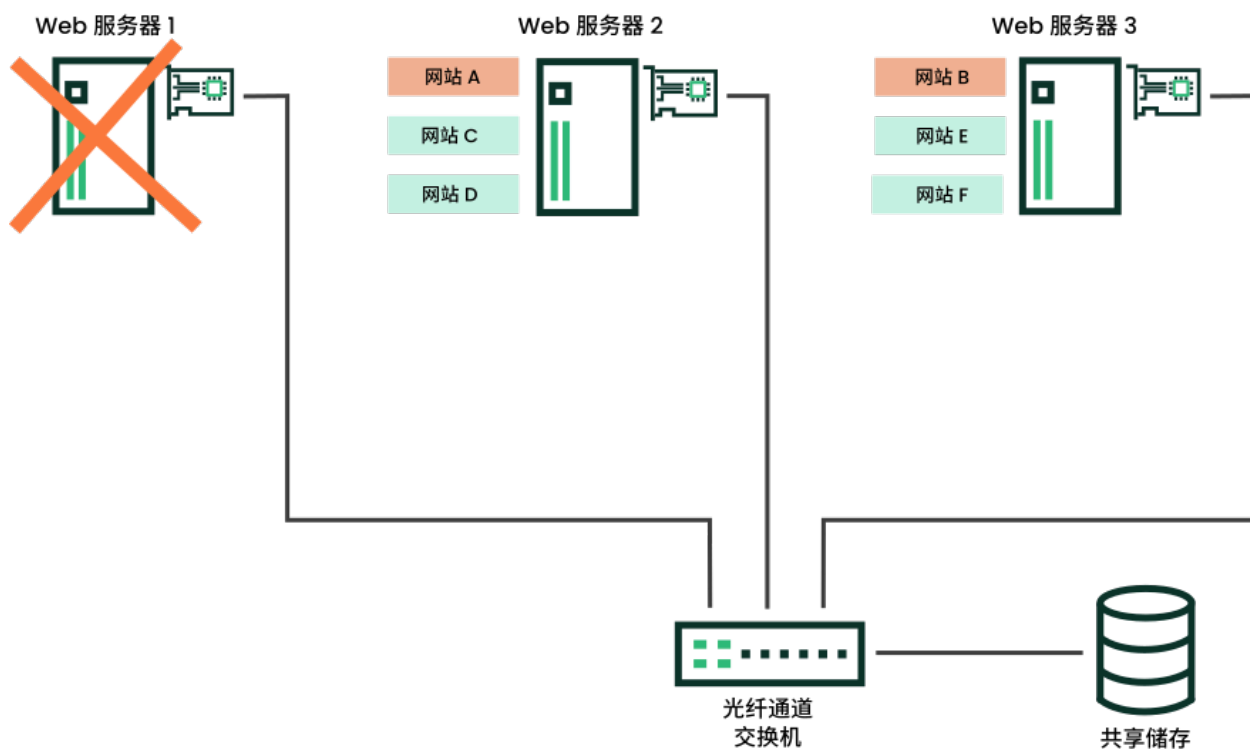 Web 服务器 1
Web 服务器 2
Web 服务器 3
网站 A
网站 B
网站 C
网站 E
网站 D
网站 F
光纤通道
交换机
共享储存